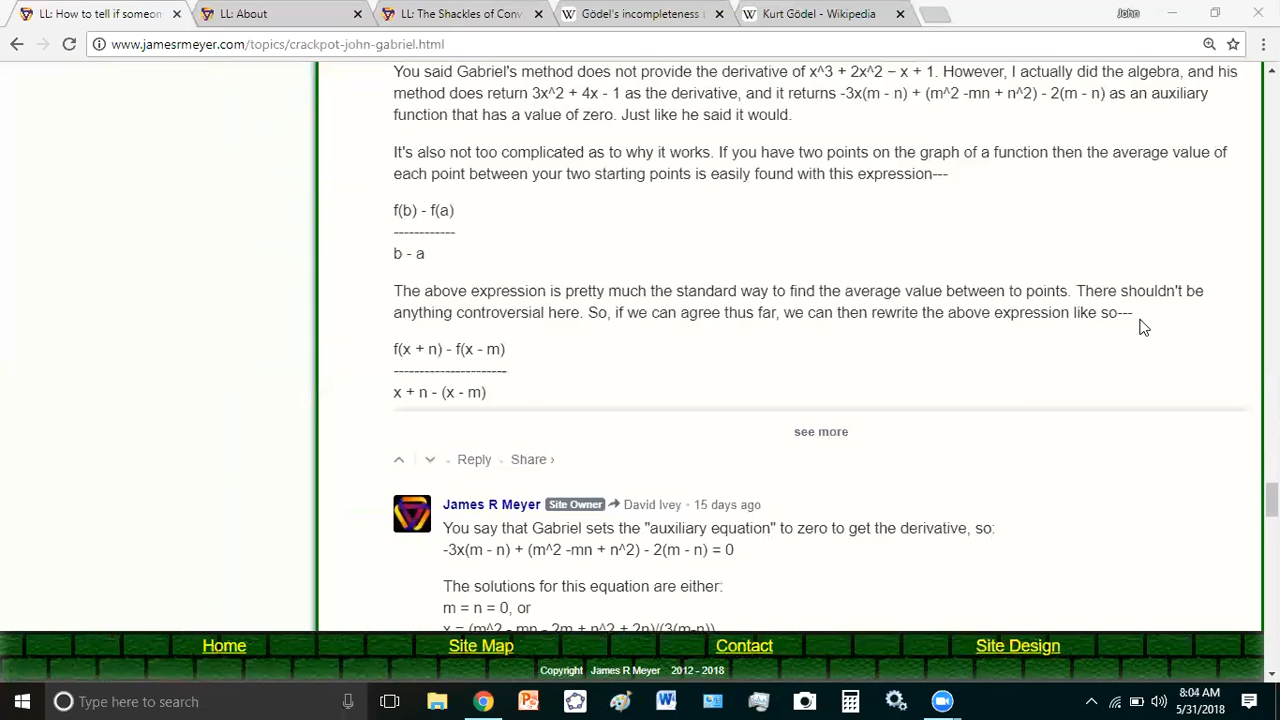 LL: How to tell if someon
LL: About
LL: The Shackles of Conv
Gödel's incompleteness
Kurt Gödel - Wikipedia
John
www.jamesrmeyer.com/topics/crackpot-john-gabriel.html
You said Gabriel's method does not provide the derivative of x^3 + 2x^2 − x + 1. However, I actually did the algebra, and his
method does return 3x^2 + 4x - 1 as the derivative, and it returns -3x(m - n) + (m^2 -mn + n^2) - 2(m - n) as an auxiliary
function that has a value of zero. Just like he said it would.
It's also not too complicated as to why it works. If you have two points on the graph of a function then the average value of
each point between your two starting points is easily found with this expression---
f(b) - f(a)
------------
b - a
The above expression is pretty much the standard way to find the average value between to points. There shouldn't be
anything controversial here. So, if we can agree thus far, we can then rewrite the above expression like so---
f(x + n) - f(x - m)
----------------------
x + n - (x - m)
see more
Reply Share ›
James R Meyer Site Owner David Ivey • 15 days ago
You say that Gabriel sets the "auxiliary equation" to zero to get the derivative, so:
-3x(m - n) + (m^2 -mn + n^2) - 2(m - n) = 0
The solutions for this equation are either:
m = n = 0, or
x = (m^2 - mn - 2m + n^2 + 2n)/(3(m-n))
Home Site Map Contact Site Design
Copyright James R Meyer 2012 - 2018
Type here to search
8:04 AM
5/31/2018